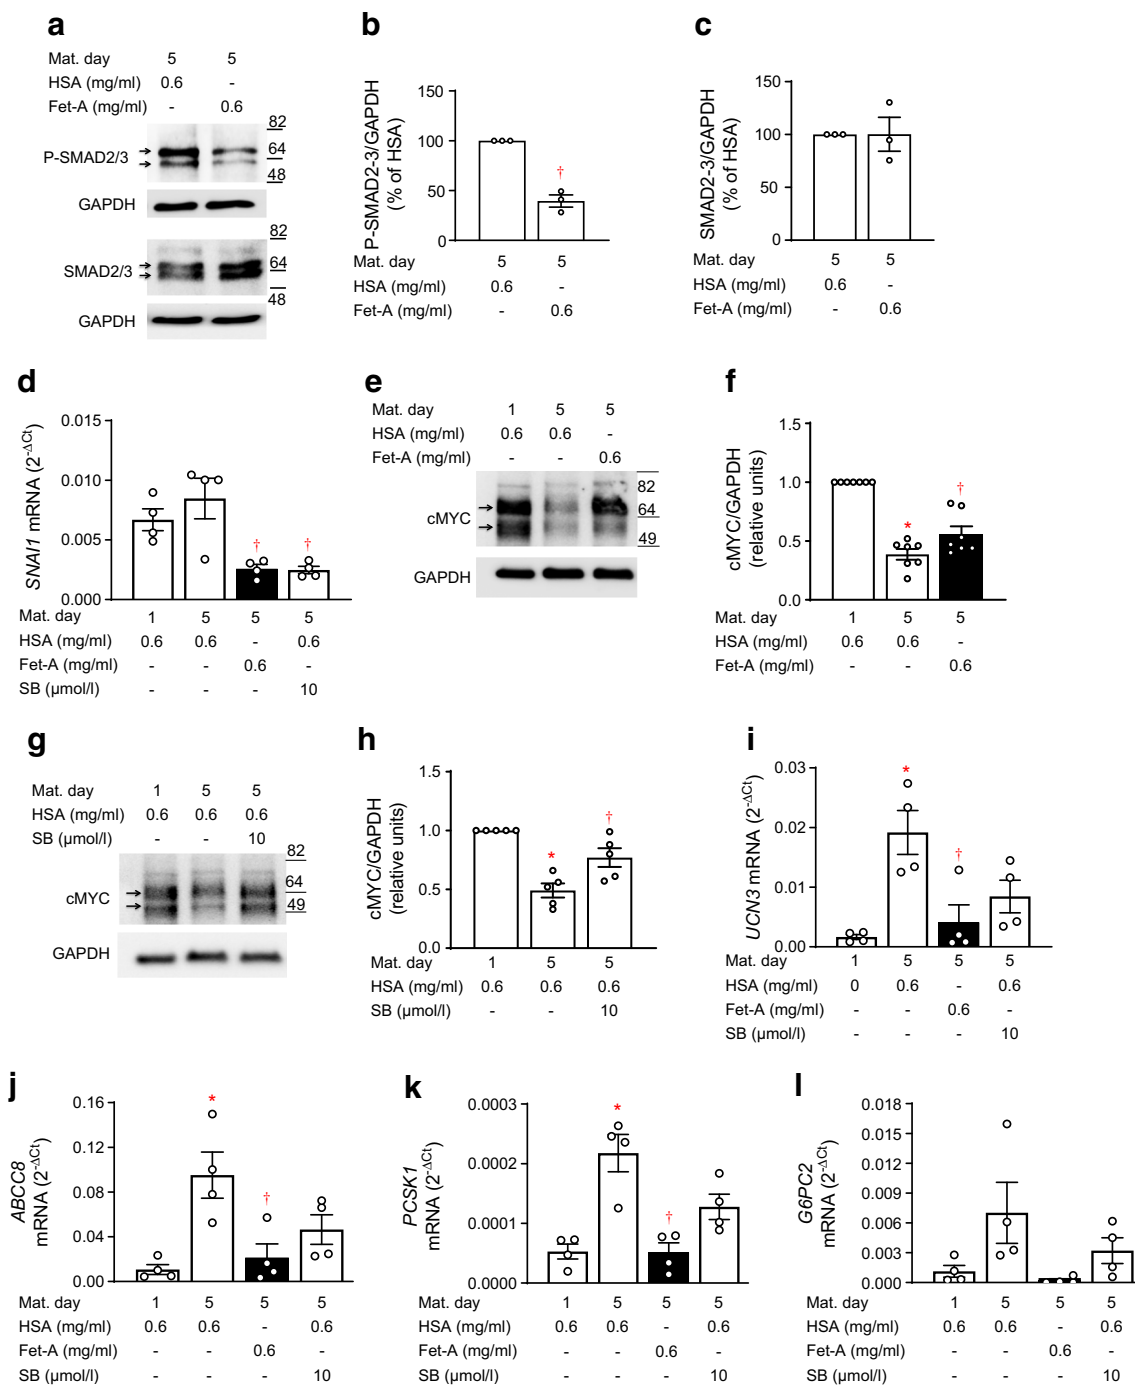 a
Mat. day 5 5
HSA (mg/ml) 0.6 -
Fet-A (mg/ml) - 0.6
82
P-SMAD2/3
64
48
GAPDH
82
SMAD2/3
64
48
GAPDH
b
P-SMAD2-3/GAPDH
(% of HSA)
150
100
50
0
†
Mat. day 5 5
HSA (mg/ml) 0.6 -
Fet-A (mg/ml) - 0.6
c
SMAD2-3/GAPDH
(% of HSA)
150
100
50
0
Mat. day 5 5
HSA (mg/ml) 0.6 -
Fet-A (mg/ml) - 0.6
d
SNAI1 mRNA (2-ΔCt)
0.015
0.010
0.005
0.000
† †
Mat. day 1 5 5 5
HSA (mg/ml) 0.6 0.6 - 0.6
Fet-A (mg/ml) - - 0.6 -
SB (µmol/l) - - - 10
e
Mat. day 1 5 5
HSA (mg/ml) 0.6 0.6 -
Fet-A (mg/ml) - - 0.6
82
cMYC
64
49
GAPDH
f
cMYC/GAPDH
(relative units)
1.5
1.0
0.5
0.0
* †
Mat. day 1 5 5
HSA (mg/ml) 0.6 0.6 -
Fet-A (mg/ml) - - 0.6
g
Mat. day 1 5 5
HSA (mg/ml) 0.6 0.6 0.6
SB (µmol/l) - - 10
82
64
cMYC
49
GAPDH
h
cMYC/GAPDH
(relative units)
1.5
1.0
0.5
0.0
* †
Mat. day 1 5 5
HSA (mg/ml) 0.6 0.6 0.6
SB (µmol/l) - - 10
i
UCN3 mRNA (2-ΔCt)
0.03
0.02
0.01
0.00
* †
Mat. day 1 5 5 5
HSA (mg/ml) 0 0.6 - 0.6
Fet-A (mg/ml) - - 0.6 -
SB (µmol/l) - - - 10
j
ABCC8
mRNA (2-ΔCt)
0.16
0.12
0.08
0.04
0.00
* †
Mat. day 1 5 5 5
HSA (mg/ml) 0.6 0.6 - 0.6
Fet-A (mg/ml) - - 0.6 -
SB (µmol/l) - - - 10
k
PCSK1
mRNA (2-ΔCt)
0.0003
0.0002
0.0001
0.0000
* †
Mat. day 1 5 5 5
HSA (mg/ml) 0.6 0.6 - 0.6
Fet-A (mg/ml) - - 0.6 -
SB (µmol/l) - - - 10
l
G6PC2
mRNA (2-ΔCt)
0.018
0.015
0.012
0.009
0.006
0.003
0.000
Mat. day 1 5 5 5
HSA (mg/ml) 0.6 0.6 - 0.6
Fet-A (mg/ml) - - 0.6 -
SB (µmol/l) - - - 10